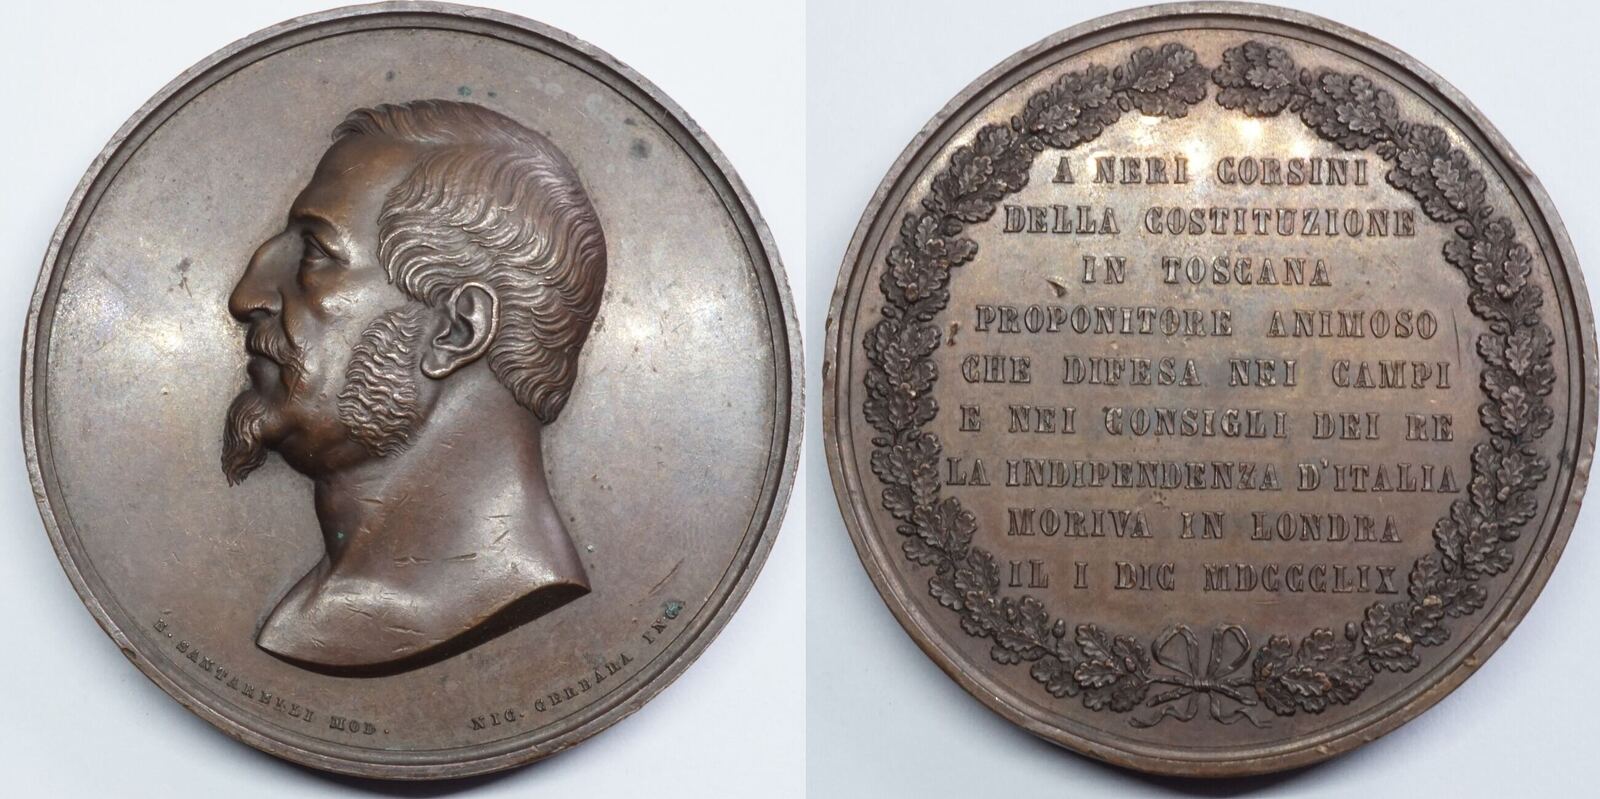 E. SANTARELLI MOD.
NIC. CERBARA INC.
A NERI CORSINI
DELLA COSTITUZIONE
IN TOSCANA
PROPONITORE ANIMOSO
CHE DIFESA NEI CAMPI
E NEI CONSIGLI DEI RE
LA INDIPENDENZA D'ITALIA
MORIVA IN LONDRA
IL I DIC MDCCCLIX